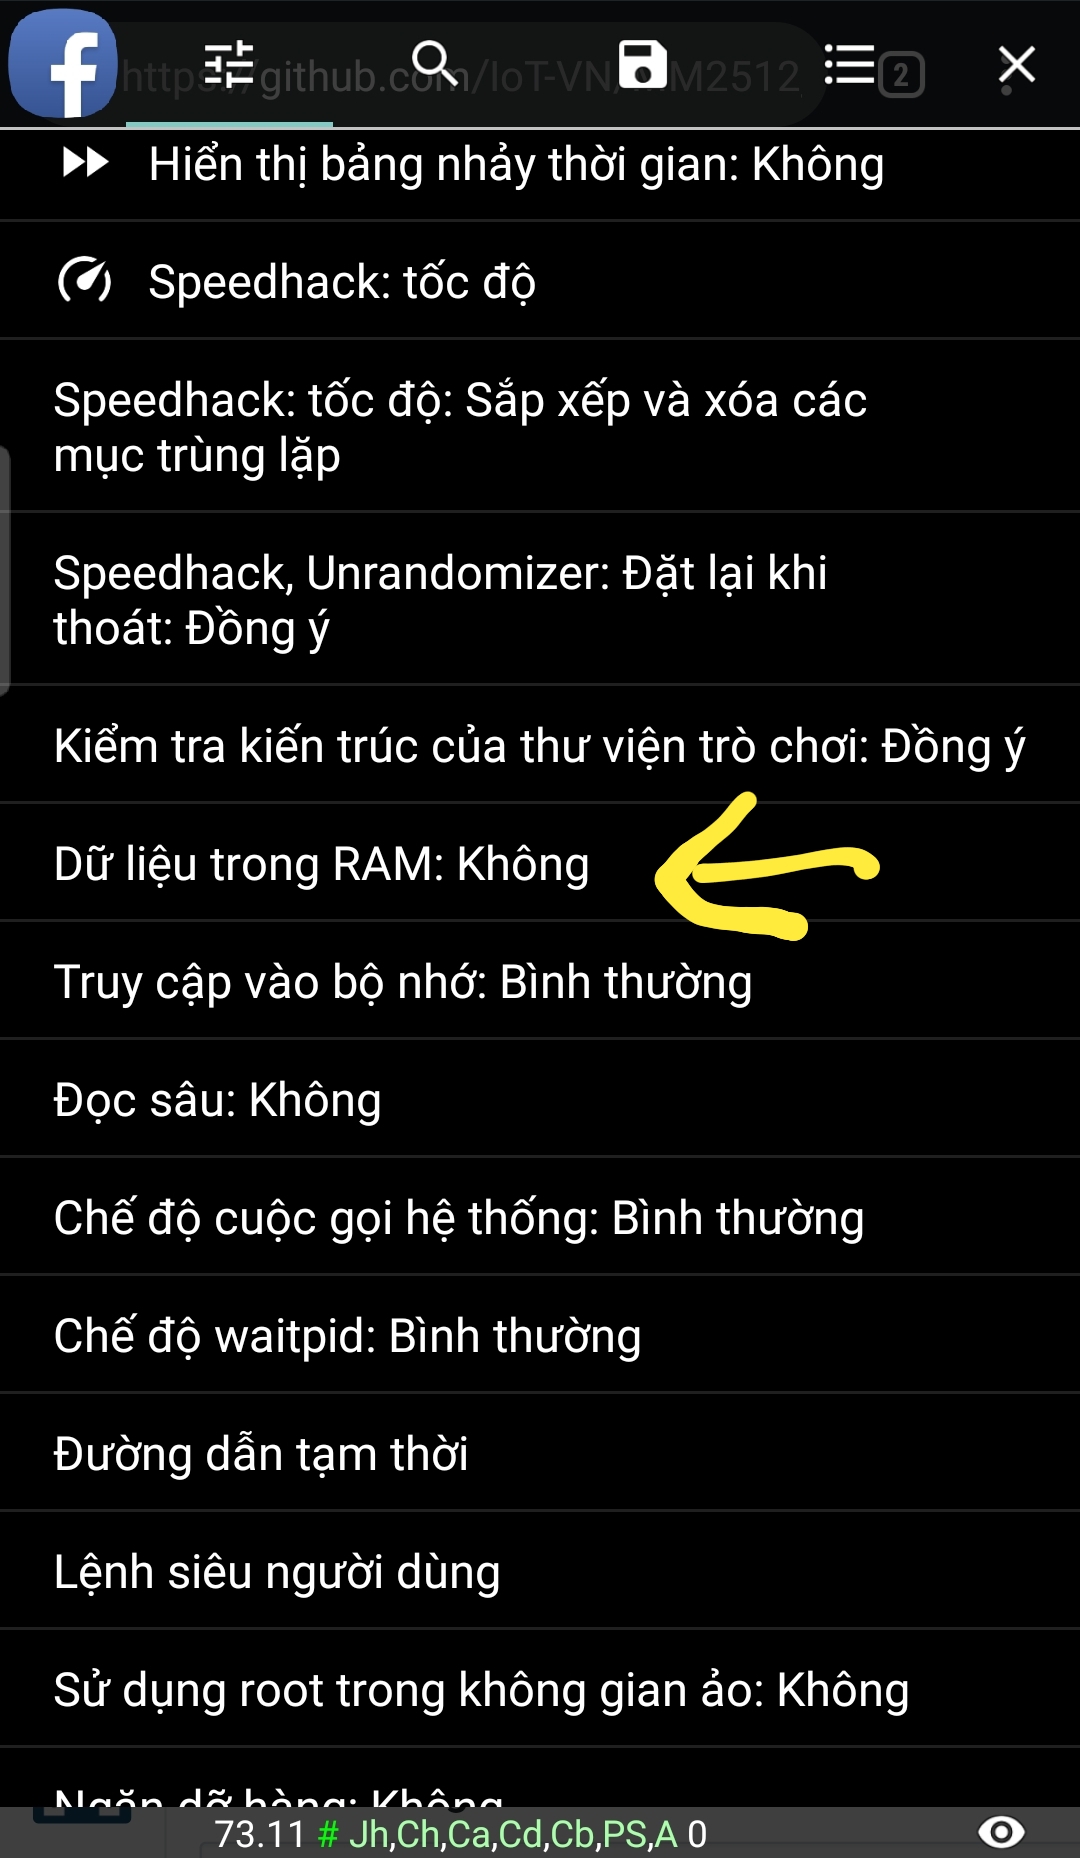 https://github.com/IoT-VN/MM2512
2
Hiển thị bảng nhảy thời gian: Không
Speedhack: tốc độ
Speedhack: tốc độ: Sắp xếp và xóa các
mục trùng lặp
Speedhack, Unrandomizer: Đặt lại khi
thoát: Đồng ý
Kiểm tra kiến trúc của thư viện trò chơi: Đồng ý
Dữ liệu trong RAM: Không
Truy cập vào bộ nhớ: Bình thường
Đọc sâu: Không
Chế độ cuộc gọi hệ thống: Bình thường
Chế độ waitpid: Bình thường
Đường dẫn tạm thời
Lệnh siêu người dùng
Sử dụng root trong không gian ảo: Không
Ngăn dỡ hàng: Không
73.11 # Jh,Ch,Ca,Cd,Cb,PS,A 0